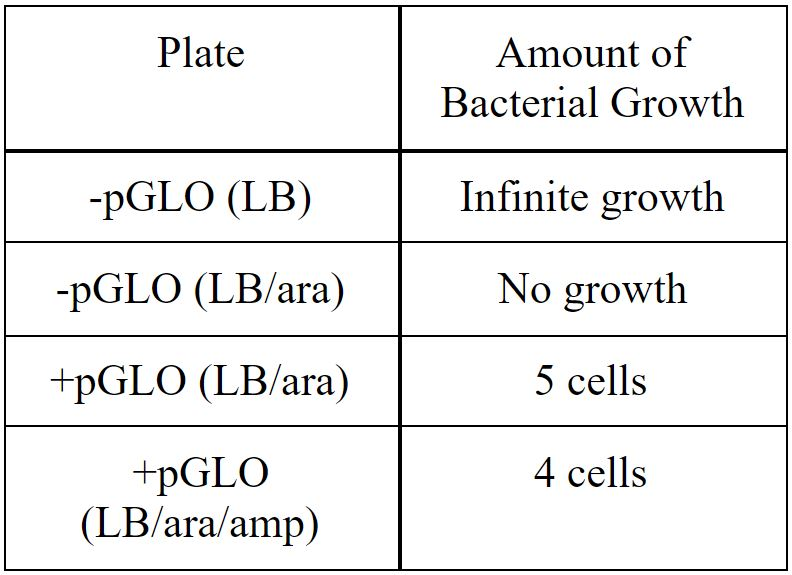 Plate
Amount of
Bacterial Growth
-pGLO (LB)
Infinite growth
-pGLO (LB/ara)
No growth
+pGLO (LB/ara)
5 cells
+pGLO
(LB/ara/amp)
4 cells